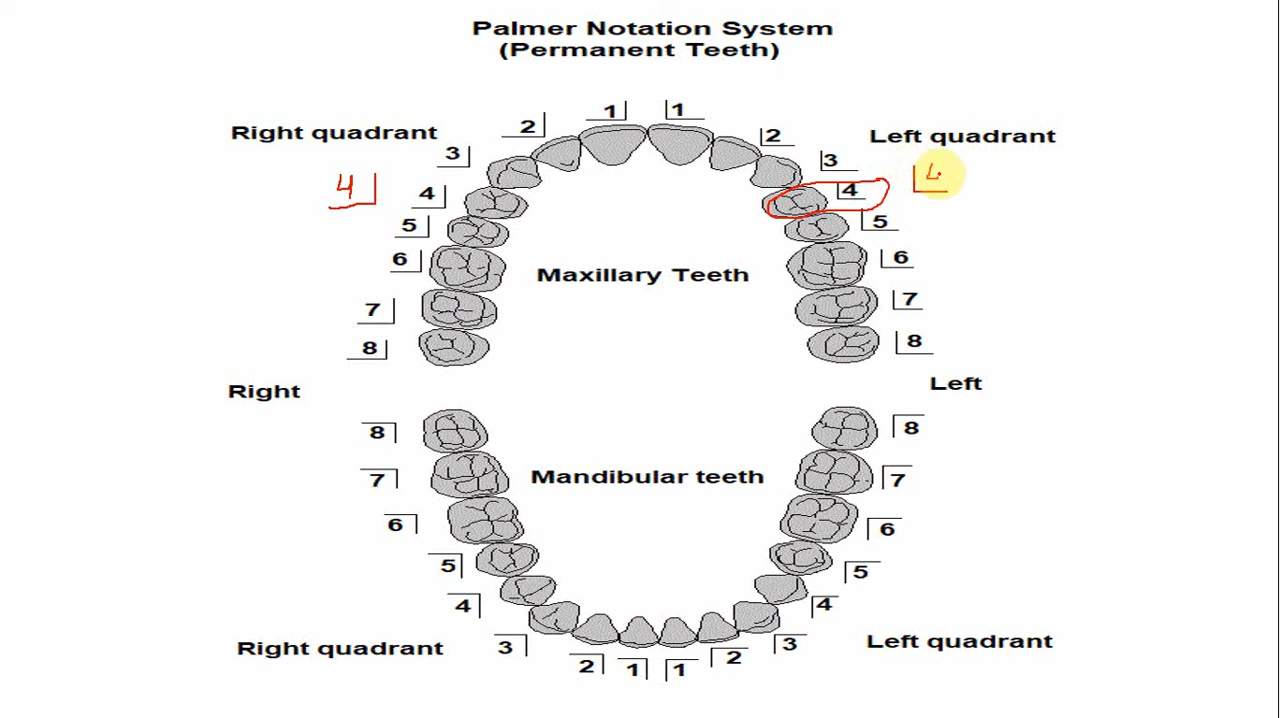 Palmer Notation System
(Permanent Teeth)
1 1
2 2
Right quadrant Left quadrant
3 3
4 4 4
5 5
6 6
Maxillary Teeth
7 7
8 8
Right Left
8 8
7 7
Mandibular teeth
6 6
5 5
4 4
Right quadrant Left quadrant
3 3
2 2
1 1